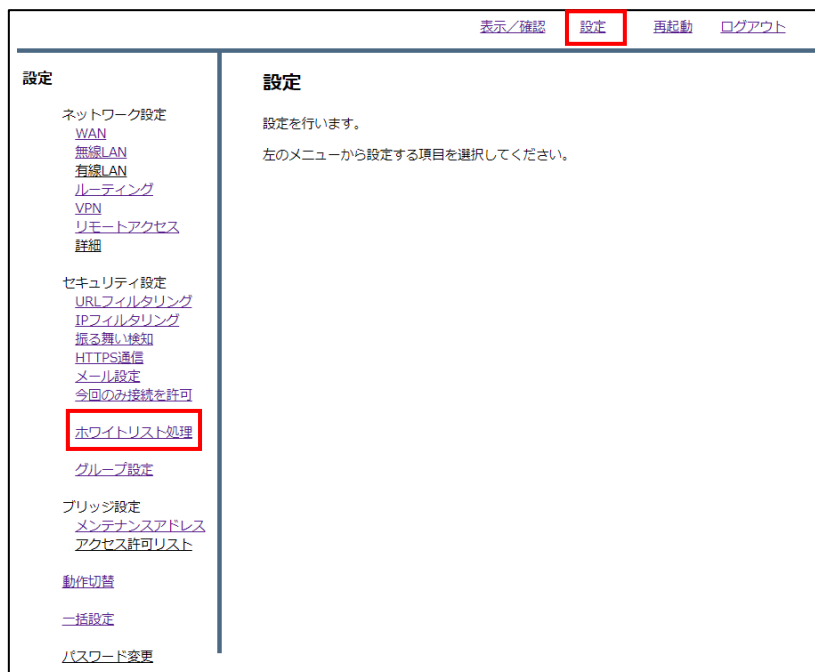 表示／確認 設定 再起動 ログアウト
設定
ネットワーク設定
WAN
無線LAN
有線LAN
ルーティング
VPN
リモートアクセス
詳細
セキュリティ設定
URLフィルタリング
IPフィルタリング
振る舞い検知
HTTPS通信
メール設定
今回のみ接続を許可
ホワイトリスト処理
グループ設定
ブリッジ設定
メンテナンスアドレス
アクセス許可リスト
動作切替
一括設定
パスワード変更
設定
設定を行います。
左のメニューから設定する項目を選択してください。